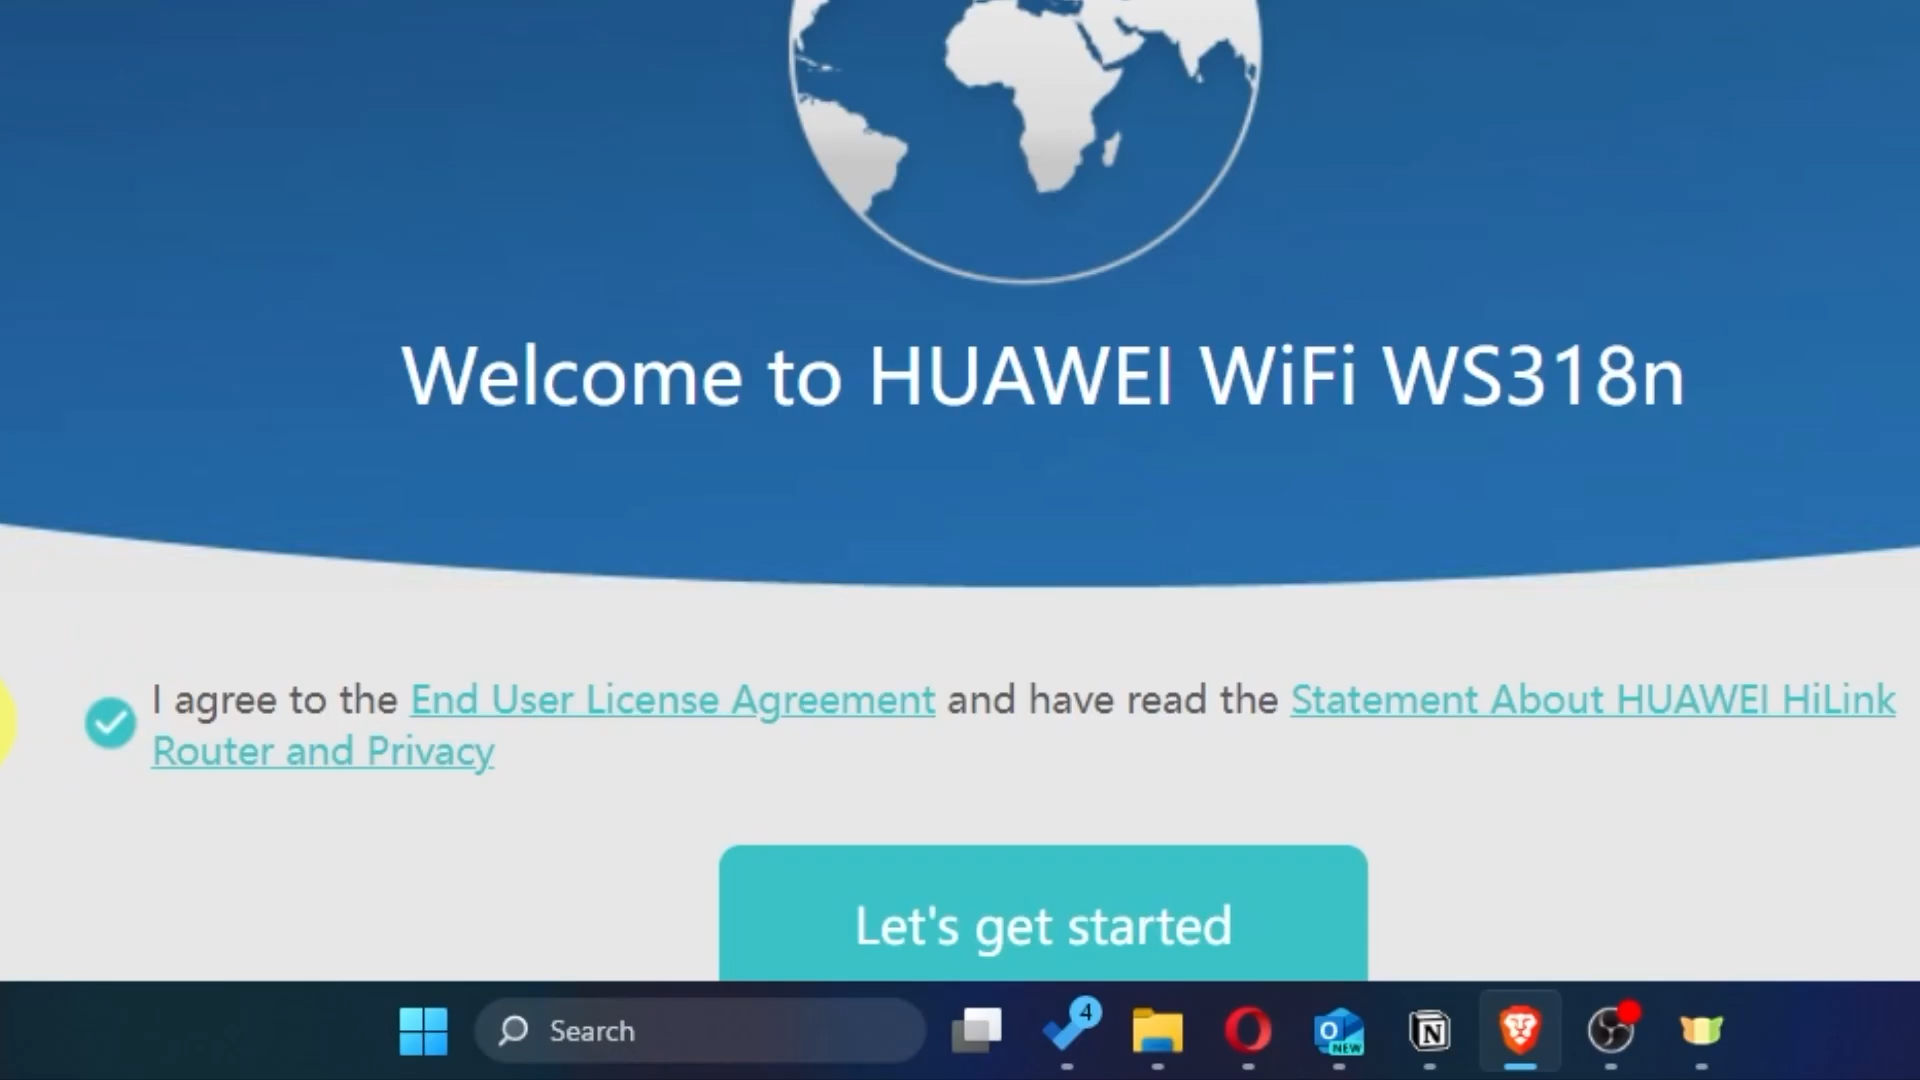 Welcome to HUAWEI WiFi WS318n
I agree to the End User License Agreement and have read the Statement About HUAWEI HiLink
Router and Privacy
Let's get started
Search
4
O
NEW
N